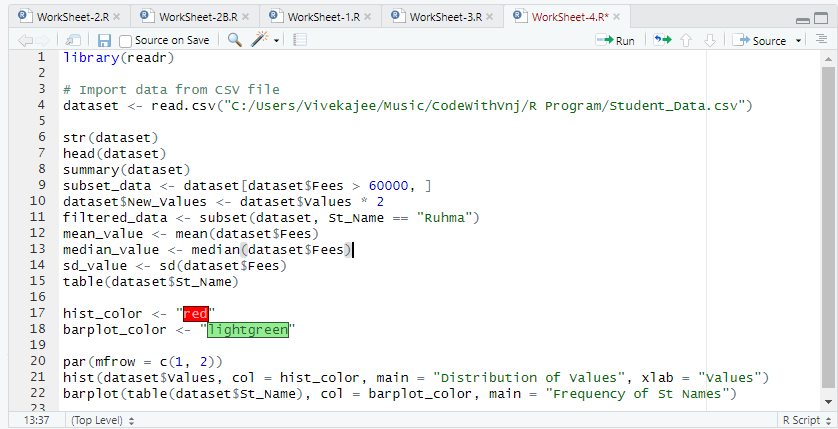 WorkSheet-2.R × WorkSheet-2B.R × WorkSheet-1.R × WorkSheet-3.R × WorkSheet-4.R* ×
Source on Save Run Source
1 library(readr)
2
3 # Import data from CSV file
4 dataset <- read.csv("C:/Users/Vivekajee/Music/CodeWithVnj/R Program/Student_Data.csv")
5
6 str(dataset)
7 head(dataset)
8 summary(dataset)
9 subset_data <- dataset[dataset$Fees > 60000, ]
10 dataset$New_Values <- dataset$Values * 2
11 filtered_data <- subset(dataset, St_Name == "Ruhma")
12 mean_value <- mean(dataset$Fees)
13 median_value <- median(dataset$Fees)
14 sd_value <- sd(dataset$Fees)
15 table(dataset$St_Name)
16
17 hist_color <- "red"
18 barplot_color <- "lightgreen"
19
20 par(mfrow = c(1, 2))
21 hist(dataset$Values, col = hist_color, main = "Distribution of Values", xlab = "Values")
22 barplot(table(dataset$St_Name), col = barplot_color, main = "Frequency of St Names")
23
13:37 (Top Level) R Script